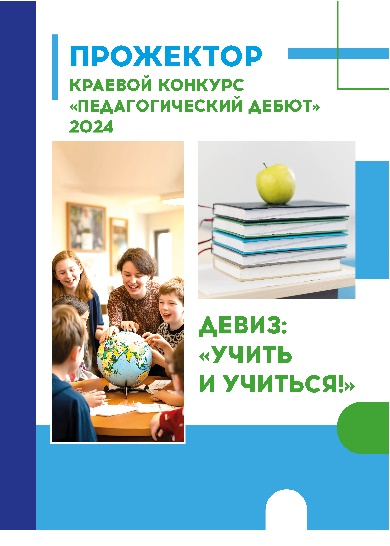 ПРОЖЕКТОР
КРАЕВОЙ КОНКУРС
«ПЕДАГОГИЧЕСКИЙ ДЕБЮТ»
2024
ДЕВИЗ:
«УЧИТЬ
И УЧИТЬСЯ!»